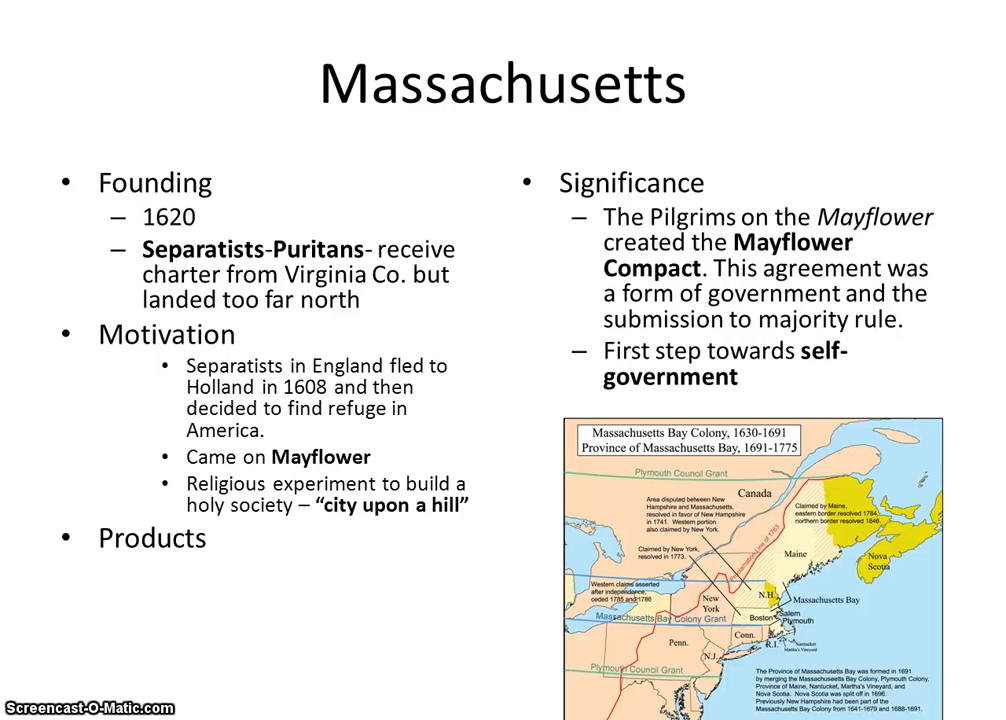 Massachusetts
• Founding
– 1620
– Separatists-Puritans- receive
charter from Virginia Co. but
landed too far north
• Motivation
• Separatists in England fled to
Holland in 1608 and then
decided to find refuge in
America.
• Came on Mayflower
• Religious experiment to build a
holy society – “city upon a hill”
• Products
• Significance
– The Pilgrims on the Mayflower
created the Mayflower
Compact. This agreement was
a form of government and the
submission to majority rule.
– First step towards self-
government
Massachusetts Bay Colony, 1630-1691
Province of Massachusetts Bay, 1691-1775
Plymouth Council Grant
Canada
Area disputed between New
Hampshire and Massachusetts,
resolved in favor of New Hampshire
in 1741. Western portion
also claimed by New York.
Claimed by Maine,
eastern border resolved 1784,
northern border resolved 1846.
Claimed by New York,
resolved in 1773.
Proclamation Line of 1763
Maine
Nova
Scotia
Western claims asserted
after independence,
ceded 1785 and 1786
New
York
N.H.
Massachusetts Bay
Massachusetts Bay Colony Grant
Boston
Salem
Plymouth
Penn.
Conn.
R.I.
Nantucket
Martha's Vineyard
N.J.
Plymouth Council Grant
The Province of Massachusetts Bay was formed in 1691
by merging the Massachusetts Bay Colony, Plymouth Colony,
Province of Maine, Nantucket, Martha's Vineyard, and
Nova Scotia. Nova Scotia was split off in 1696.
Previously New Hampshire had been part of the
Massachusetts Bay Colony from 1641-1679 and 1688-1691.
Screencast-O-Matic.com